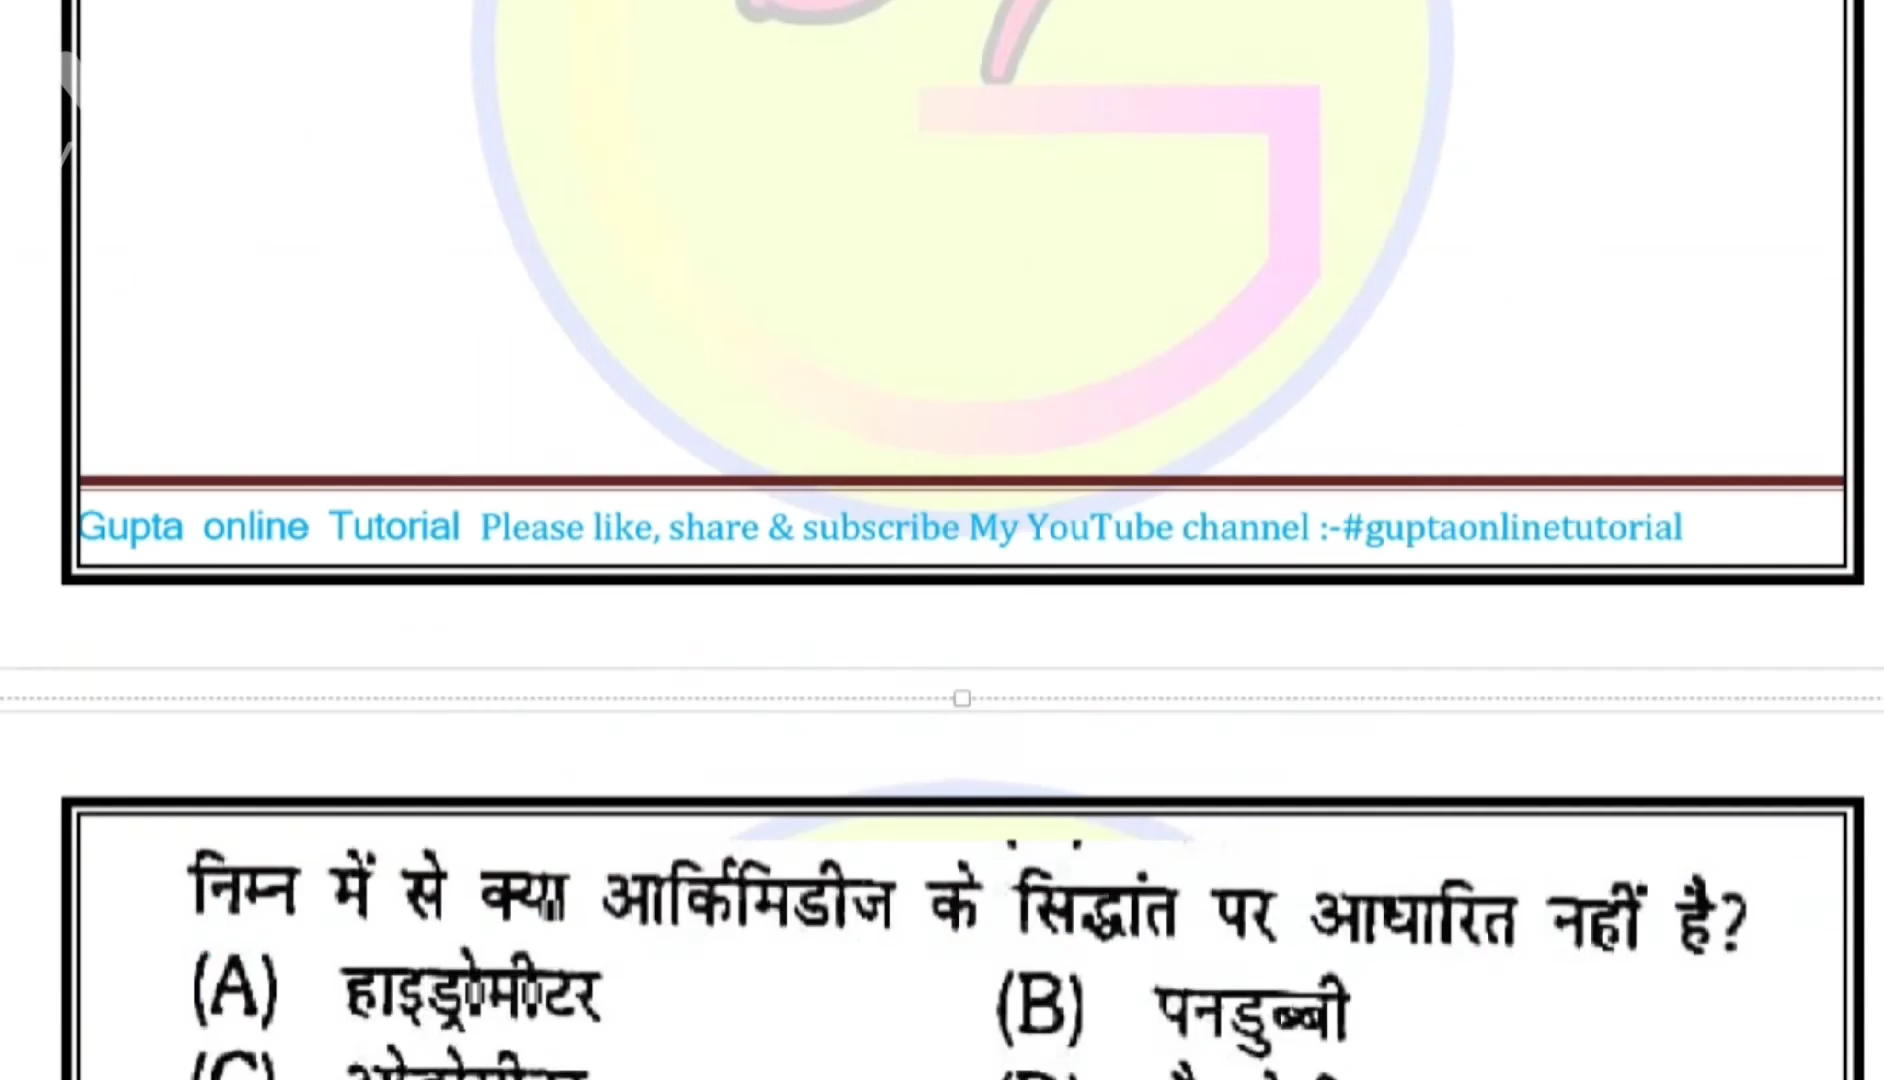 Gupta online Tutorial Please like, share & subscribe My YouTube channel :-#guptaonlinetutorial
निम्न में से क्या आर्किमिडीज के सिद्धांत पर आधारित नहीं है?
(A) हाइड्रोमीटर (B) पनडुब्बी